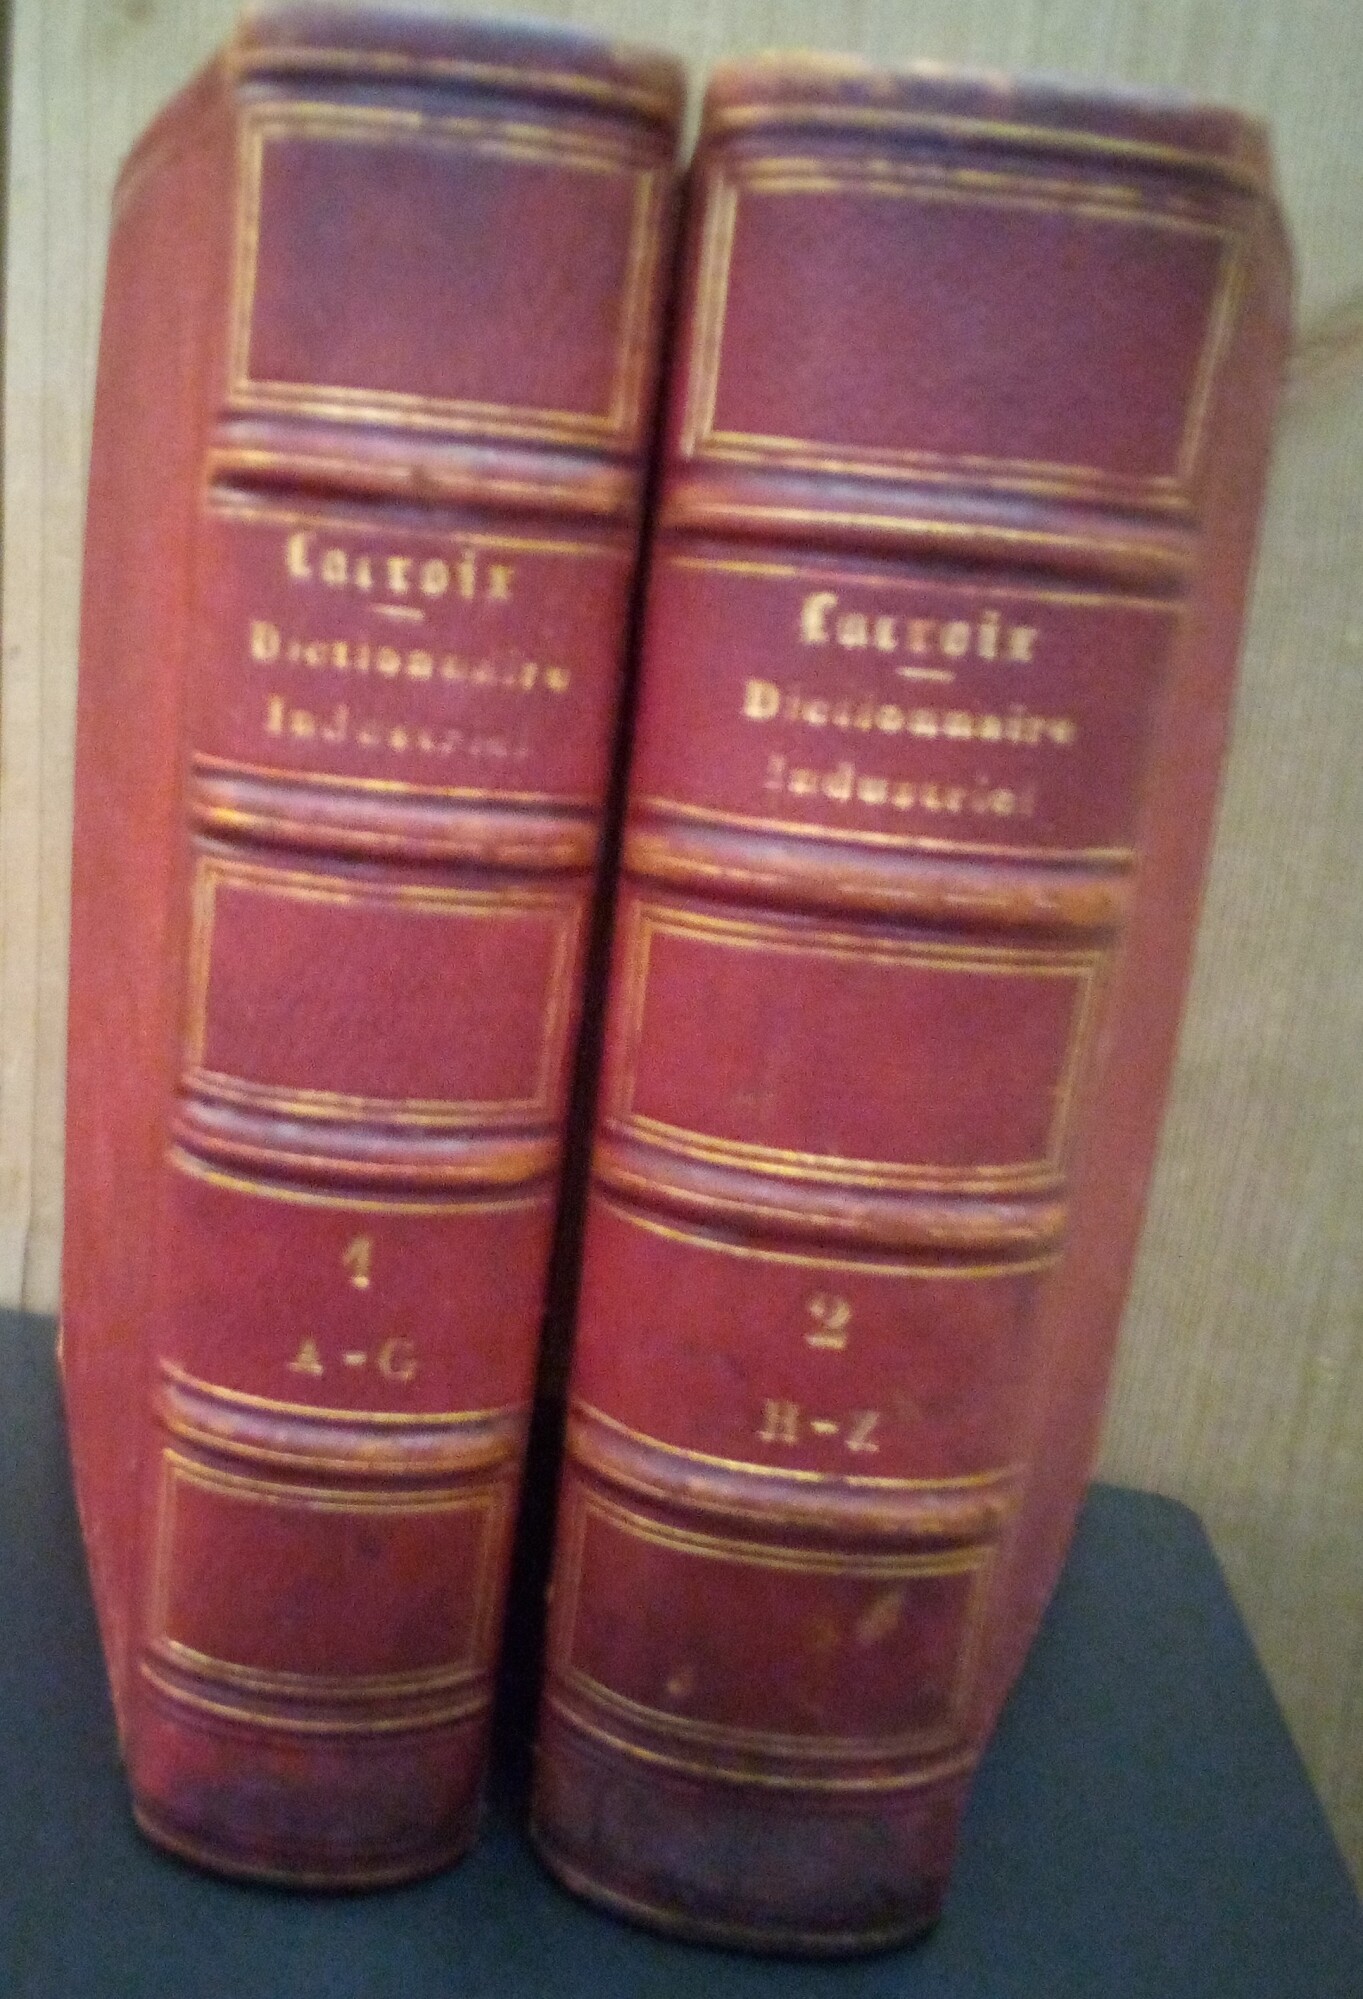 Lacroix
Dictionnaire
Industriel
1
A-G
Lacroix
Dictionnaire
Industriel
2
H-Z